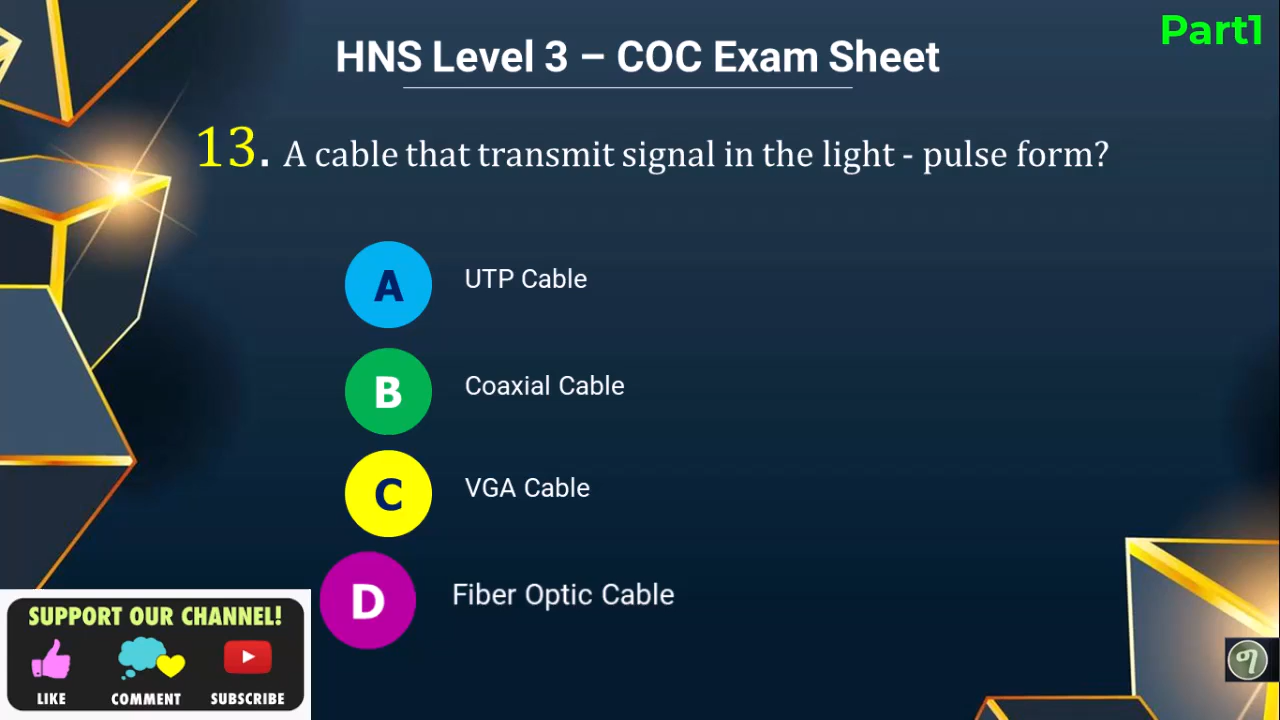 Part1
HNS Level 3 – COC Exam Sheet
13. A cable that transmit signal in the light - pulse form?
A UTP Cable
B Coaxial Cable
C VGA Cable
D Fiber Optic Cable
SUPPORT OUR CHANNEL!
LIKE COMMENT SUBSCRIBE